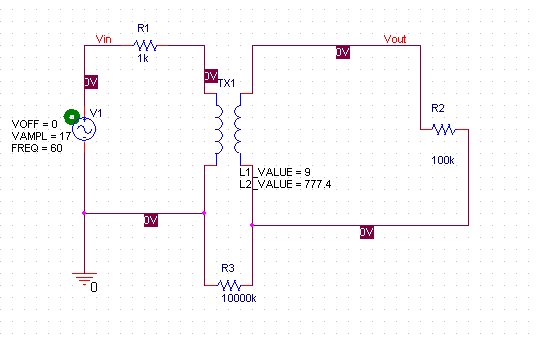 R1
Vin
Vout
1k
0V
0V
0V
TX1
V1
R2
VOFF = 0
VAMPL = 17
FREQ = 60
100k
L1_VALUE = 9
L2_VALUE = 777.4
0V
0V
R3
0
10000k